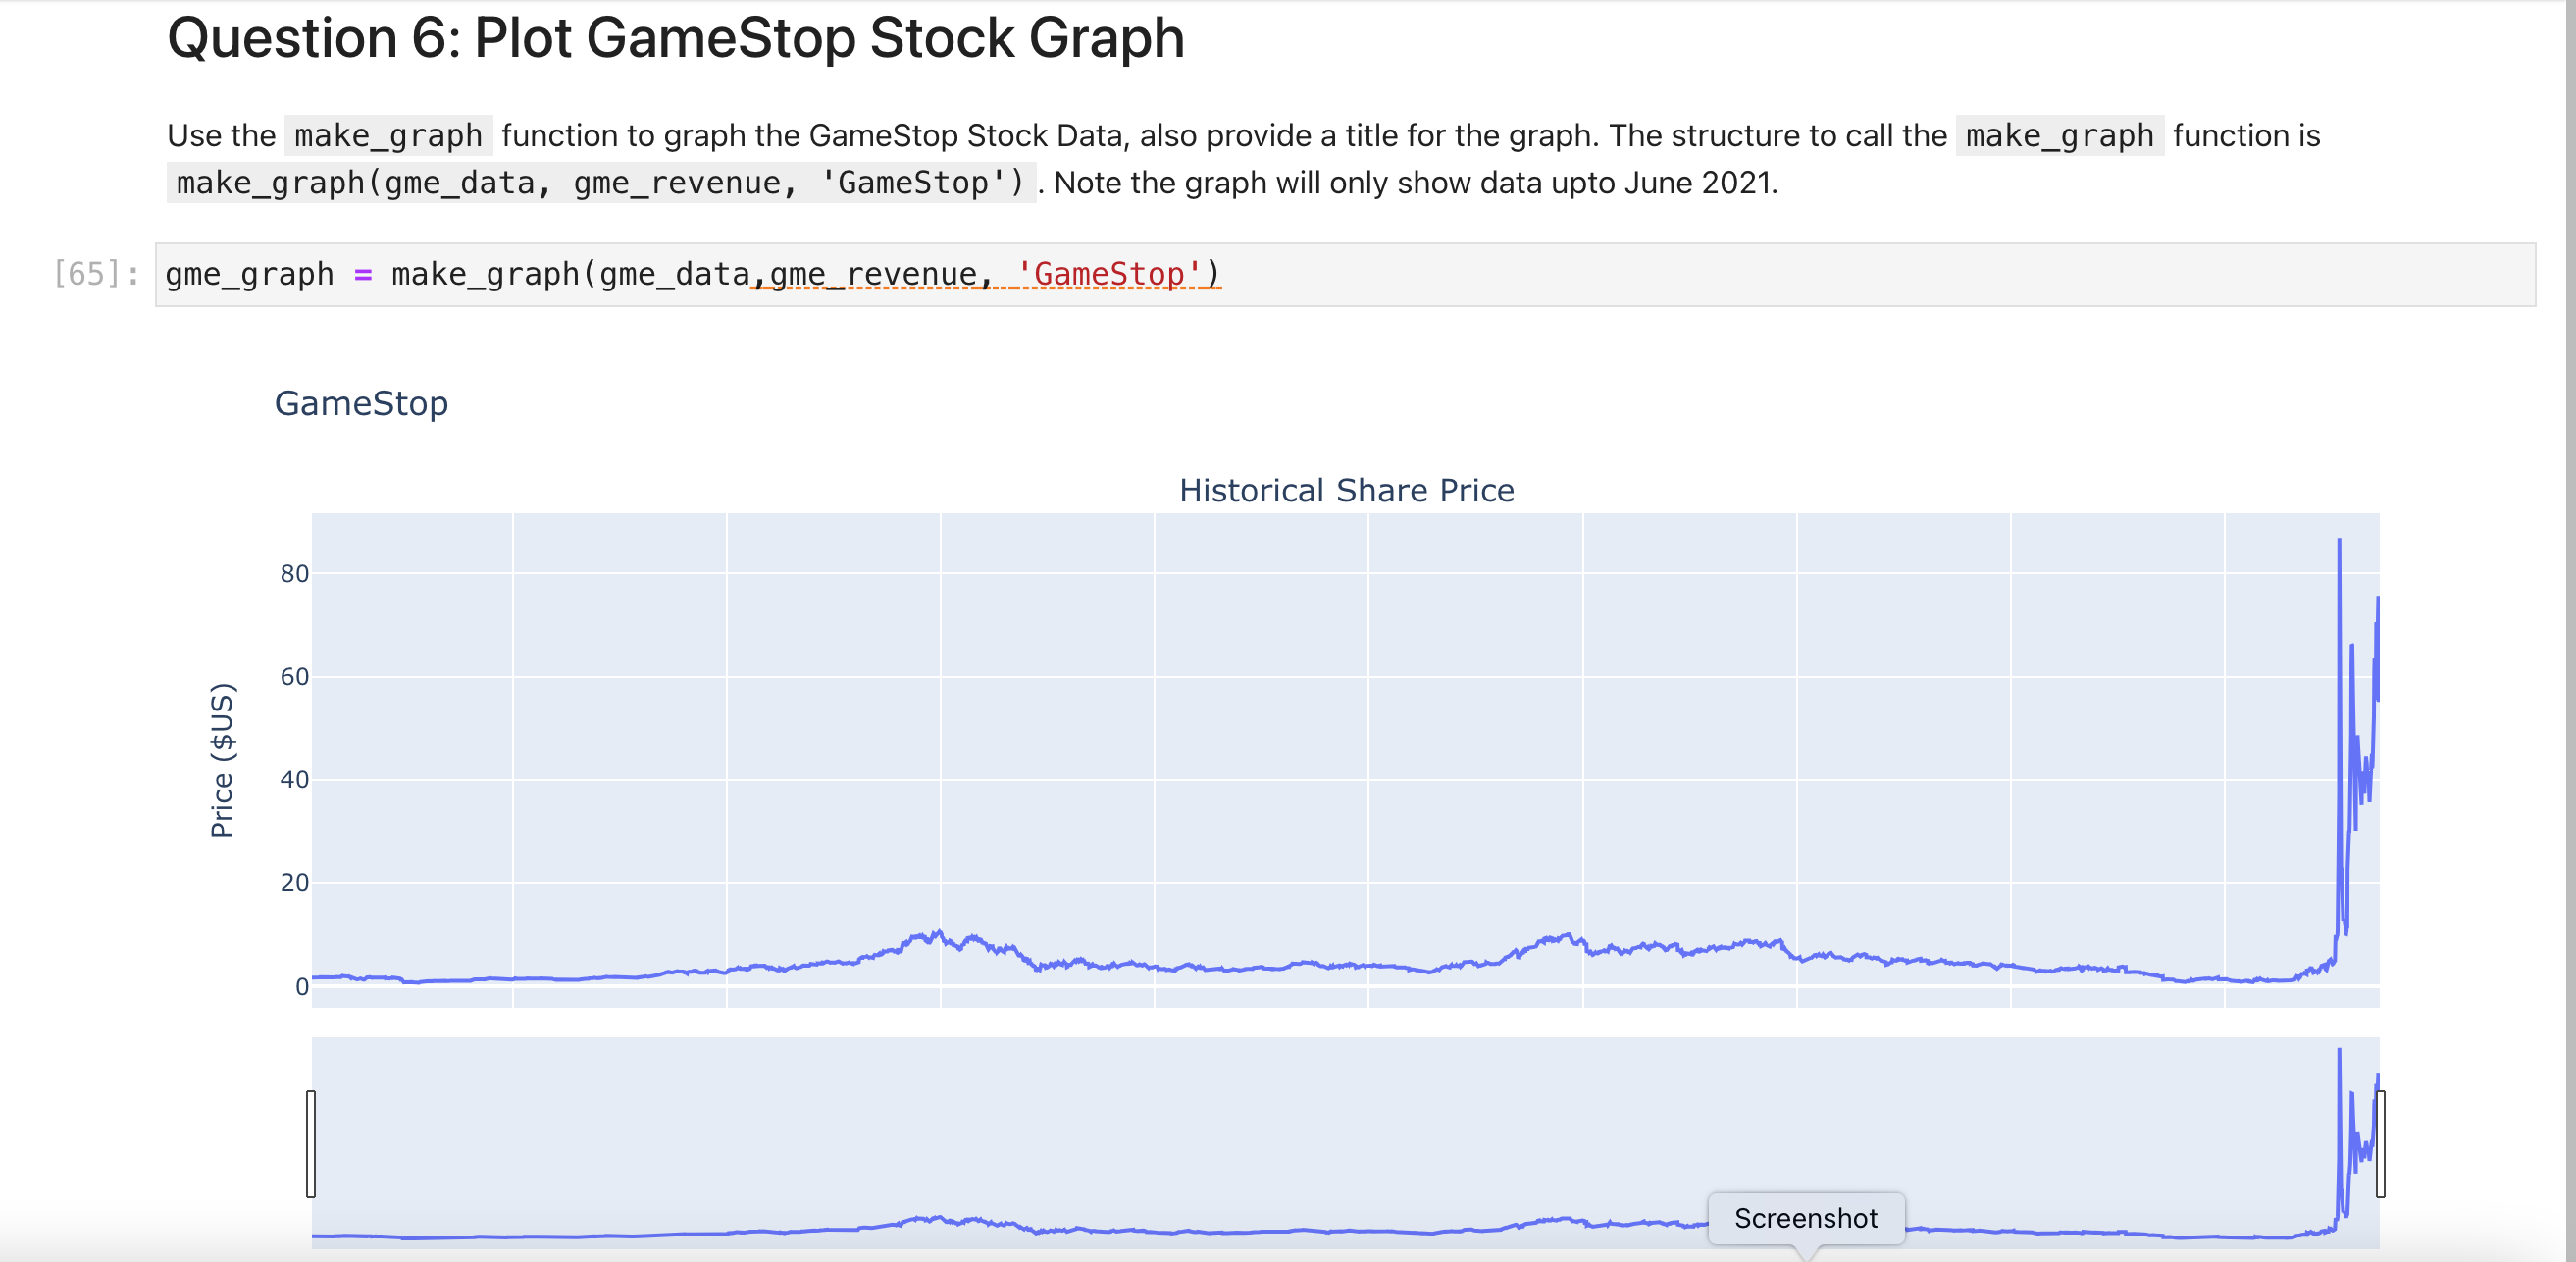 Question 6: Plot GameStop Stock Graph
Use the make_graph function to graph the GameStop Stock Data, also provide a title for the graph. The structure to call the make_graph function is
make_graph(gme_data, gme_revenue, 'GameStop') . Note the graph will only show data upto June 2021.
[65]: gme_graph = make_graph(gme_data,gme_revenue, 'GameStop')
GameStop
Historical Share Price
80
60
40
20
0
Price ($US)
Screenshot